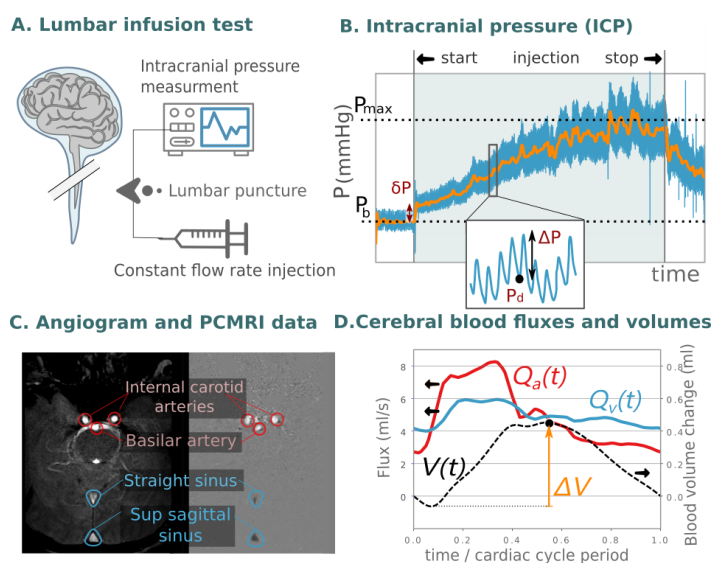 A. Lumbar infusion test
Intracranial pressure
measurment
Lumbar puncture
Constant flow rate injection
B. Intracranial pressure (ICP)
start injection stop
P (mmHg)
Pmax
δP
Pb
ΔP
Pd
time
C. Angiogram and PCMRI data
Internal carotid
arteries
Basilar artery
Straight sinus
Sup sagittal
sinus
D.Cerebral blood fluxes and volumes
Flux (ml/s)
8
6
4
2
0
Qa(t)
Qv(t)
V(t)
ΔV
0.8
0.6
0.4
0.2
0.0
Blood volume change (ml)
0.0 0.2 0.4 0.6 0.8 1.0
time / cardiac cycle period